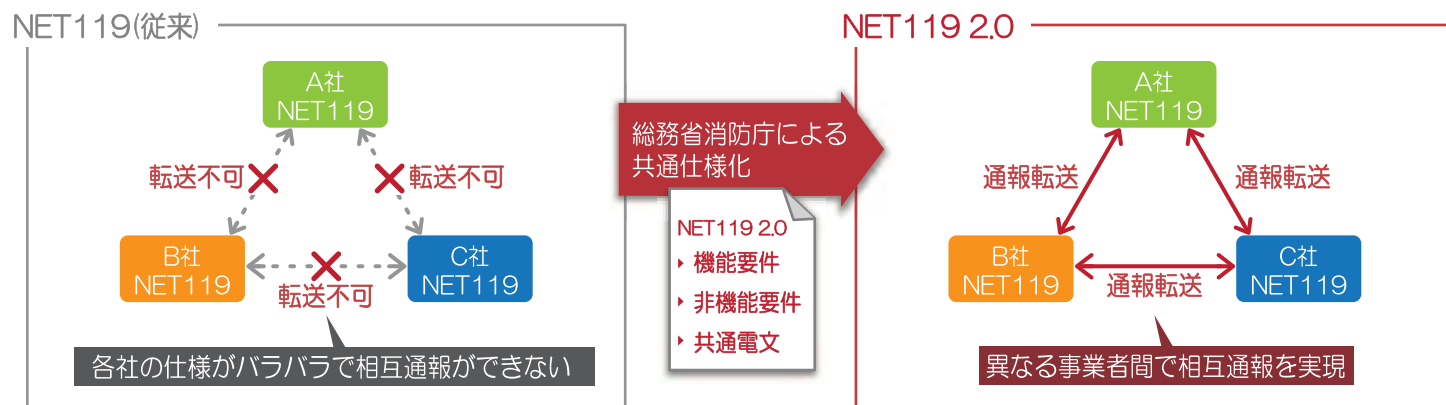 NET119(従来)
A社
NET119
転送不可
転送不可
B社
NET119
C社
NET119
転送不可
各社の仕様がバラバラで相互通報ができない
総務省消防庁による
共通仕様化
NET119 2.0
機能要件
非機能要件
共通電文
NET119 2.0
A社
NET119
通報転送
通報転送
B社
NET119
C社
NET119
通報転送
異なる事業者間で相互通報を実現